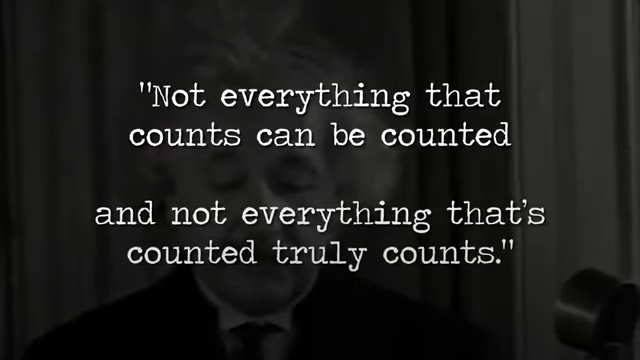 "Not everything that
counts can be counted
and not everything that's
counted truly counts."